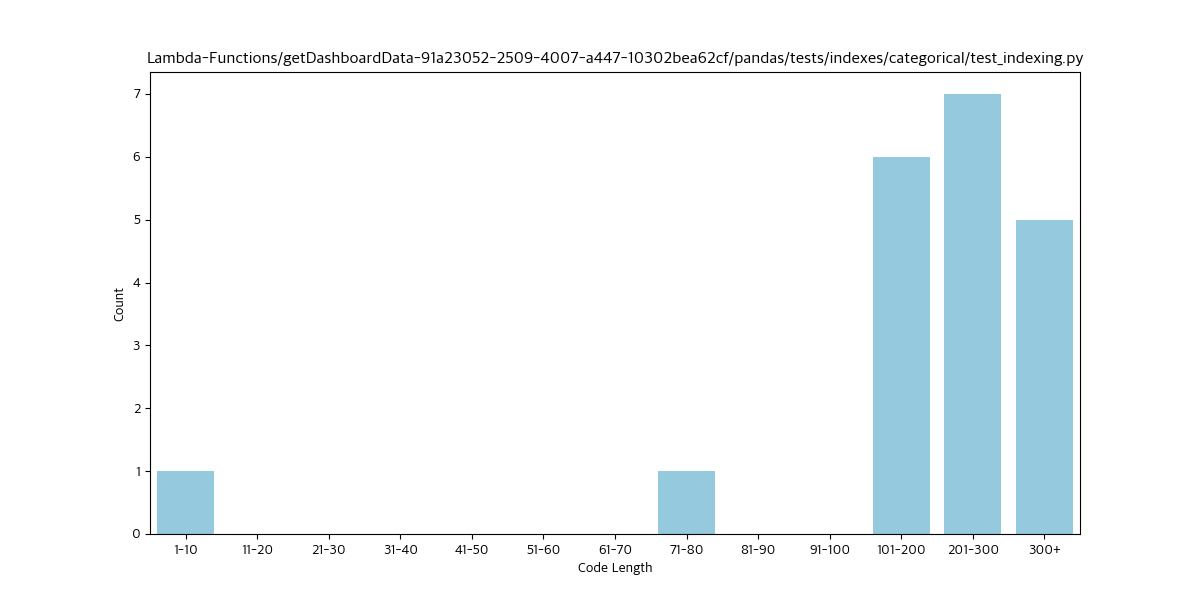 Lambda-Functions/getDashboardData-91a23052-2509-4007-a447-10302bea62cf/pandas/tests/indexes/categorical/test_indexing.py
7
6
5
4
3
2
1
0
Count
1-10 11-20 21-30 31-40 41-50 51-60 61-70 71-80 81-90 91-100 101-200 201-300 300+
Code Length